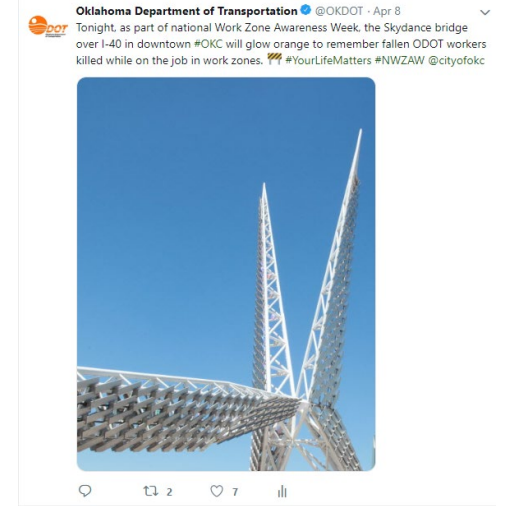 Oklahoma Department of Transportation @OKDOT · Apr 8
ODOT
Tonight, as part of national Work Zone Awareness Week, the Skydance bridge
over I-40 in downtown #OKC will glow orange to remember fallen ODOT workers
killed while on the job in work zones. 🚧 #YourLifeMatters #NWZAW @cityofokc
2 7